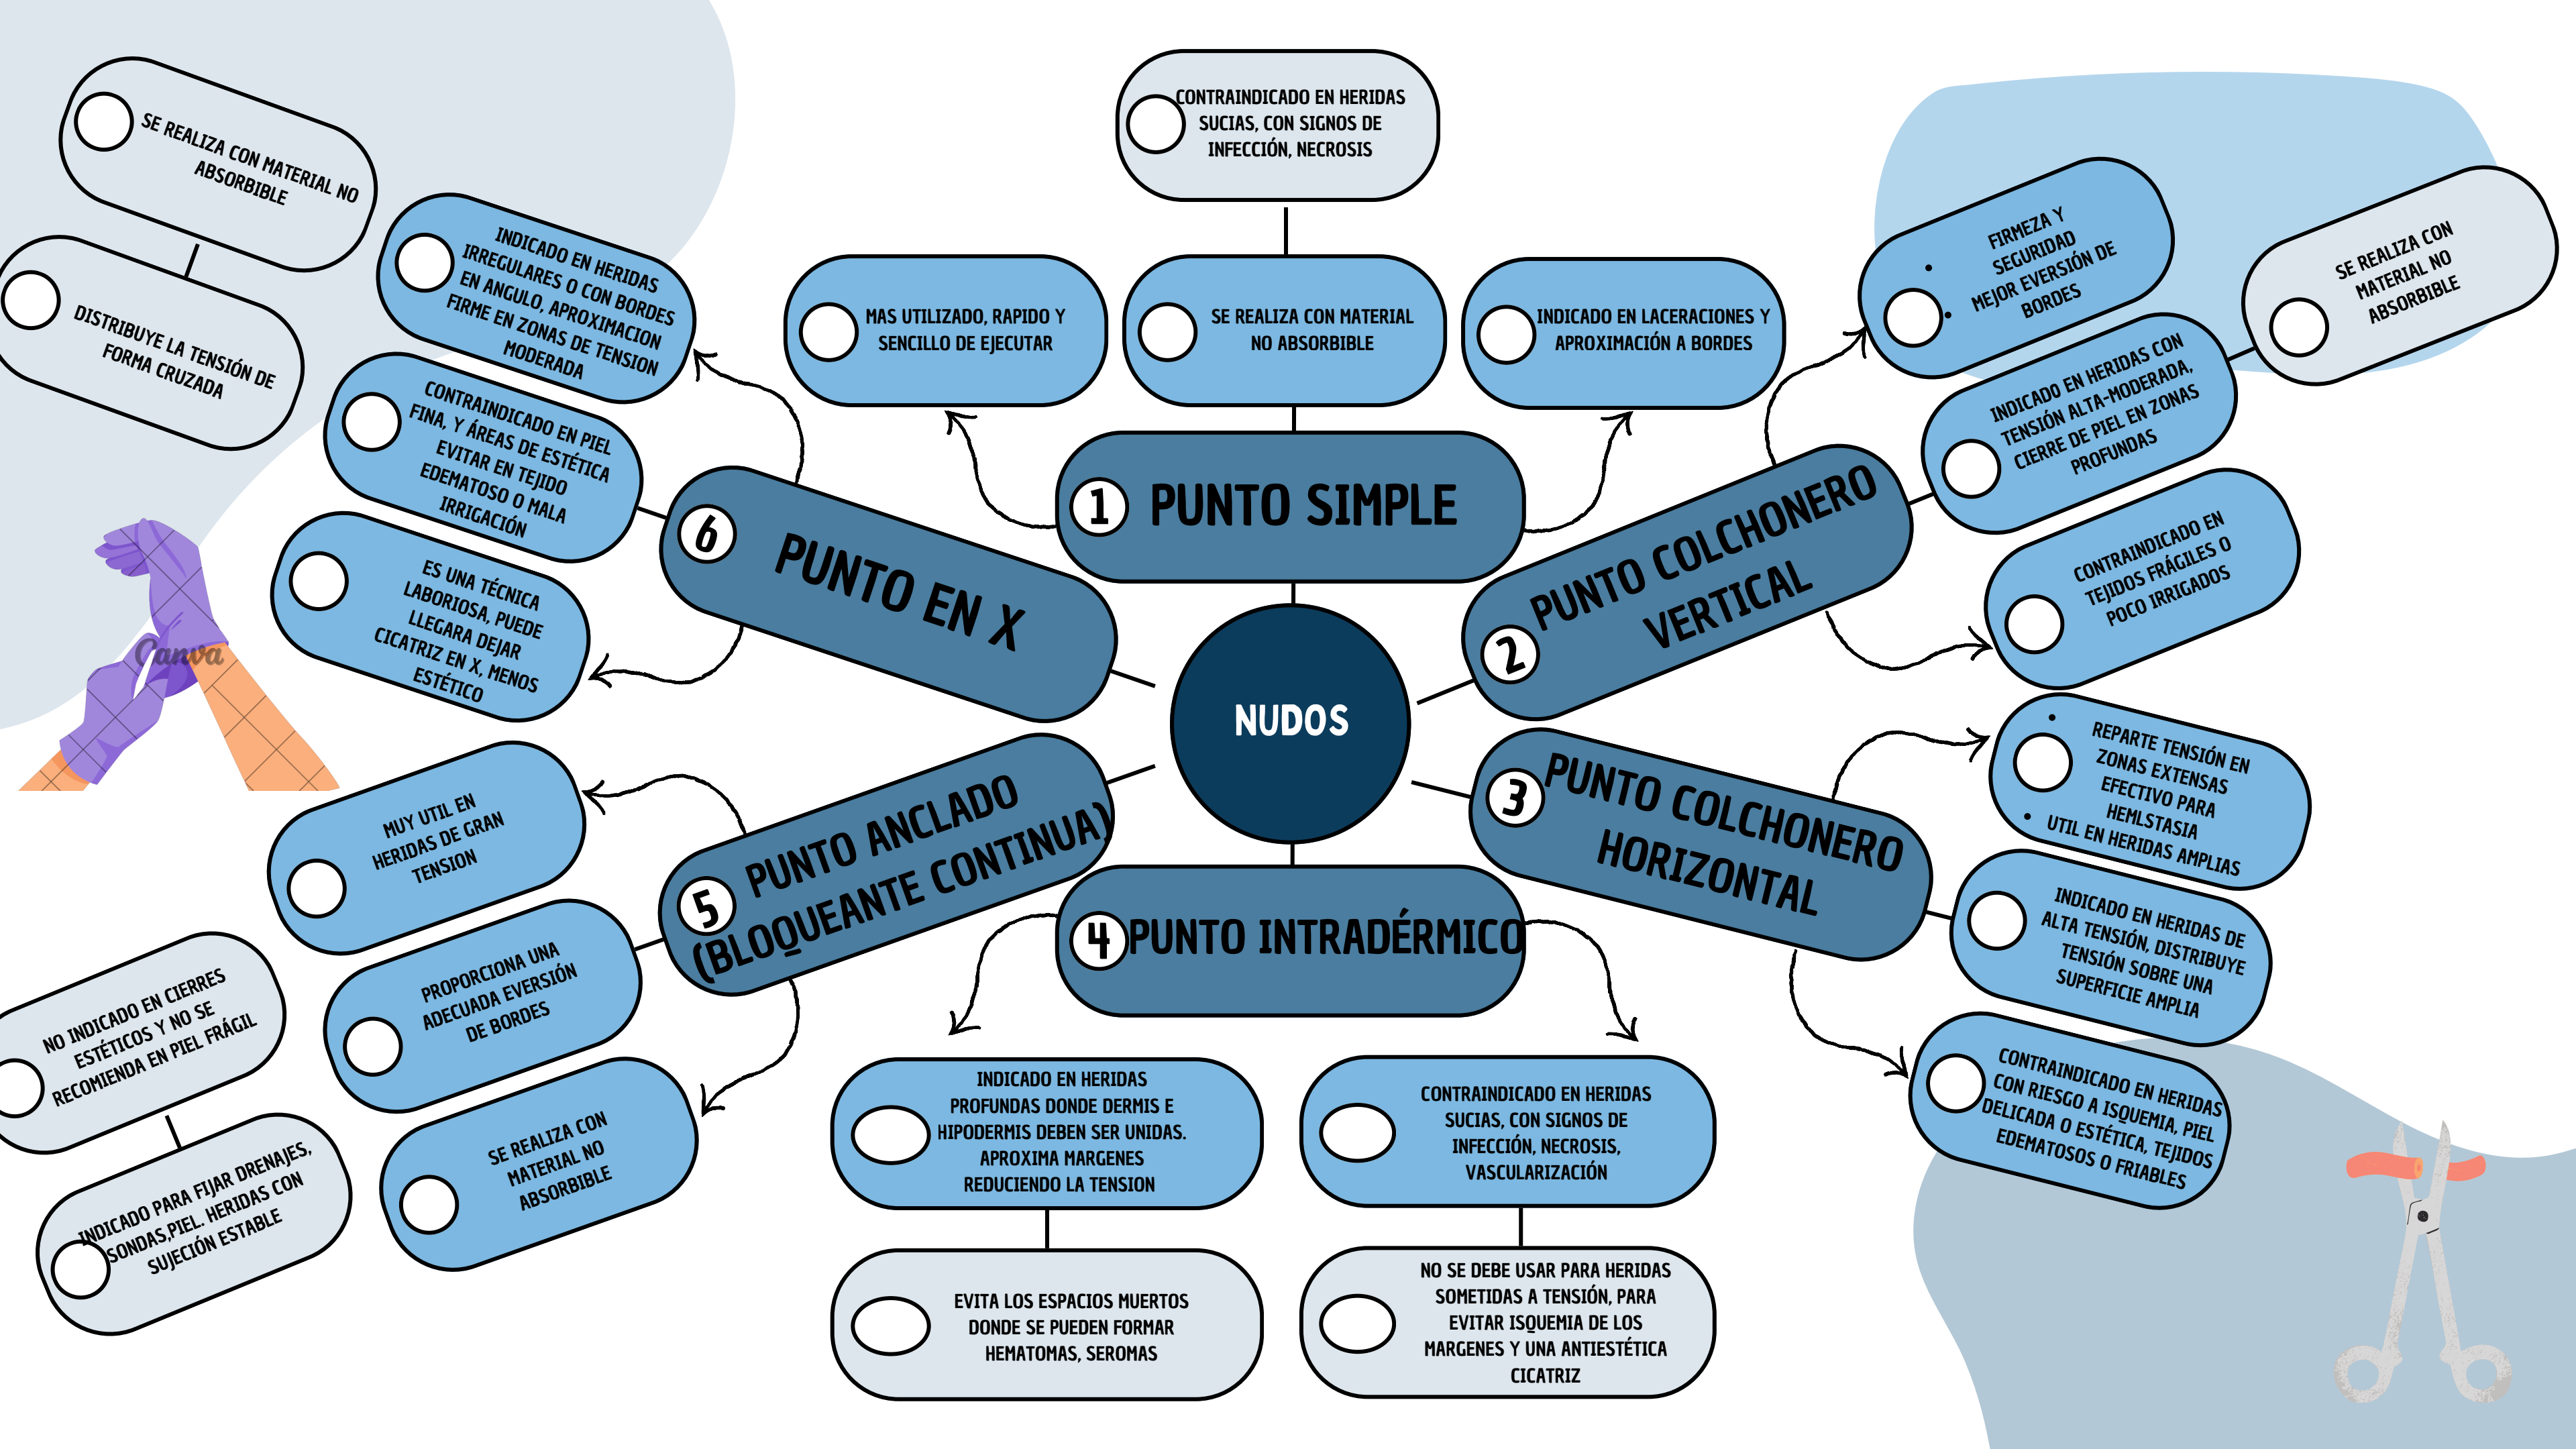 NUDOS
1
PUNTO SIMPLE
MAS UTILIZADO, RAPIDO Y
SENCILLO DE EJECUTAR
SE REALIZA CON MATERIAL
NO ABSORBIBLE
CONTRAINDICADO EN HERIDAS
SUCIAS, CON SIGNOS DE
INFECCIÓN, NECROSIS
INDICADO EN LACERACIONES Y
APROXIMACIÓN A BORDES
2
PUNTO COLCHONERO
VERTICAL
FIRMEZA Y
SEGURIDAD
MEJOR EVERSIÓN DE
BORDES
INDICADO EN HERIDAS CON
TENSIÓN ALTA-MODERADA,
CIERRE DE PIEL EN ZONAS
PROFUNDAS
SE REALIZA CON
MATERIAL NO
ABSORBIBLE
CONTRAINDICADO EN
TEJIDOS FRÁGILES O
POCO IRRIGADOS
3
PUNTO COLCHONERO
HORIZONTAL
REPARTE TENSIÓN EN
ZONAS EXTENSAS
EFECTIVO PARA
HEMLSTASIA
UTIL EN HERIDAS AMPLIAS
INDICADO EN HERIDAS DE
ALTA TENSIÓN, DISTRIBUYE
TENSIÓN SOBRE UNA
SUPERFICIE AMPLIA
CONTRAINDICADO EN HERIDAS
CON RIESGO A ISQUEMIA, PIEL
DELICADA O ESTÉTICA, TEJIDOS
EDEMATOSOS O FRIABLES
4
PUNTO INTRADÉRMICO
INDICADO EN HERIDAS
PROFUNDAS DONDE DERMIS E
HIPODERMIS DEBEN SER UNIDAS.
APROXIMA MARGENES
REDUCIENDO LA TENSION
EVITA LOS ESPACIOS MUERTOS
DONDE SE PUEDEN FORMAR
HEMATOMAS, SEROMAS
CONTRAINDICADO EN HERIDAS
SUCIAS, CON SIGNOS DE
INFECCIÓN, NECROSIS,
VASCULARIZACIÓN
NO SE DEBE USAR PARA HERIDAS
SOMETIDAS A TENSIÓN, PARA
EVITAR ISQUEMIA DE LOS
MARGENES Y UNA ANTIESTÉTICA
CICATRIZ
5
PUNTO ANCLADO
(BLOQUEANTE CONTINUA)
MUY UTIL EN
HERIDAS DE GRAN
TENSION
PROPORCIONA UNA
ADECUADA EVERSIÓN
DE BORDES
SE REALIZA CON
MATERIAL NO
ABSORBIBLE
NO INDICADO EN CIERRES
ESTÉTICOS Y NO SE
RECOMIENDA EN PIEL FRÁGIL
INDICADO PARA FIJAR DRENAJES,
SONDAS,PIEL. HERIDAS CON
SUJECIÓN ESTABLE
6
PUNTO EN X
INDICADO EN HERIDAS
IRREGULARES O CON BORDES
EN ANGULO, APROXIMACION
FIRME EN ZONAS DE TENSION
MODERADA
CONTRAINDICADO EN PIEL
FINA, Y ÁREAS DE ESTÉTICA
EVITAR EN TEJIDO
EDEMATOSO O MALA
IRRIGACIÓN
ES UNA TÉCNICA
LABORIOSA, PUEDE
LLEGARA DEJAR
CICATRIZ EN X, MENOS
ESTÉTICO
SE REALIZA CON MATERIAL NO
ABSORBIBLE
DISTRIBUYE LA TENSIÓN DE
FORMA CRUZADA
Canva